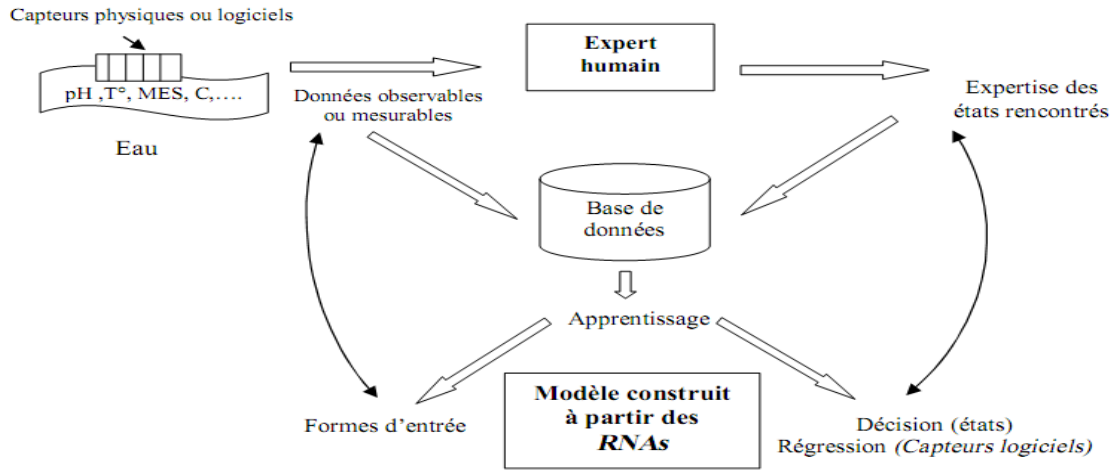 Capteurs physiques ou logiciels
pH ,T°, MES, C,….
Eau
Données observables
ou mesurables
Expert
humain
Expertise des
états rencontrés
Base de
données
Apprentissage
Formes d'entrée
Modèle construit
à partir des
RNAs
Décision (états)
Régression (Capteurs logiciels)